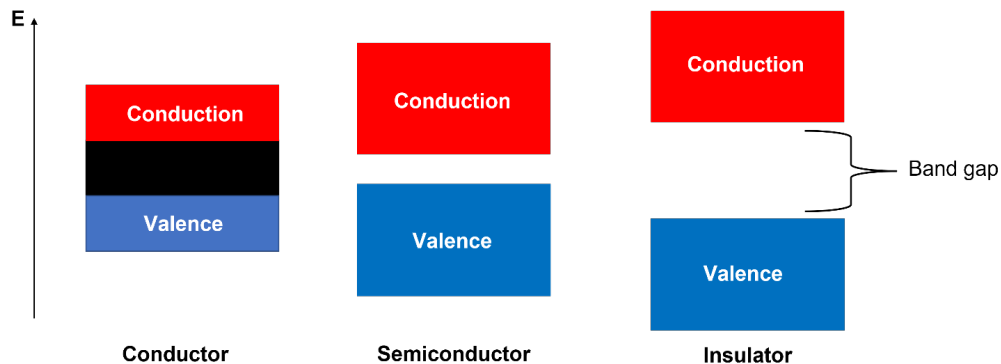 E
Conduction
Valence
Conductor
Conduction
Valence
Semiconductor
Conduction
Valence
Insulator
Band gap